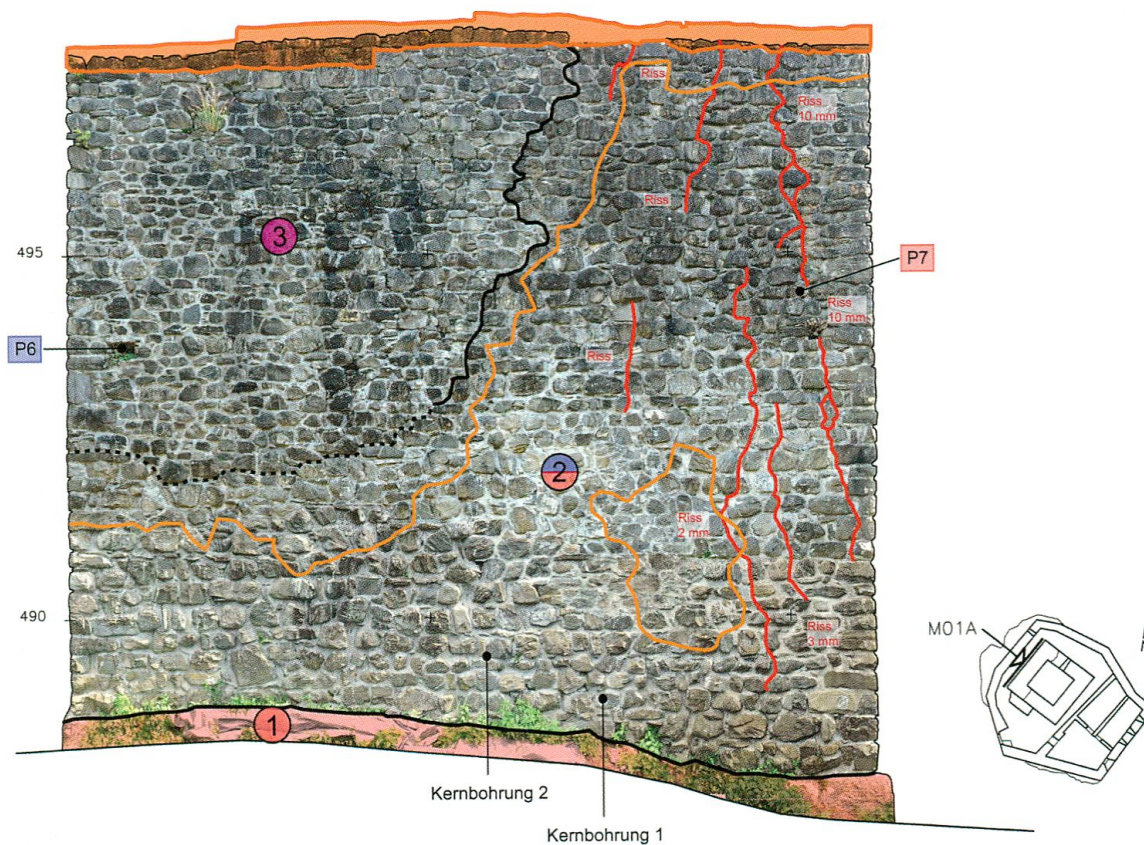 Riss
Riss
10 mm
Riss
3
495
P7
Riss
10 mm
P6
Riss
2
Riss
2 mm
490
Riss
3 mm
M01A
1
Kernbohrung 2
Kernbohrung 1